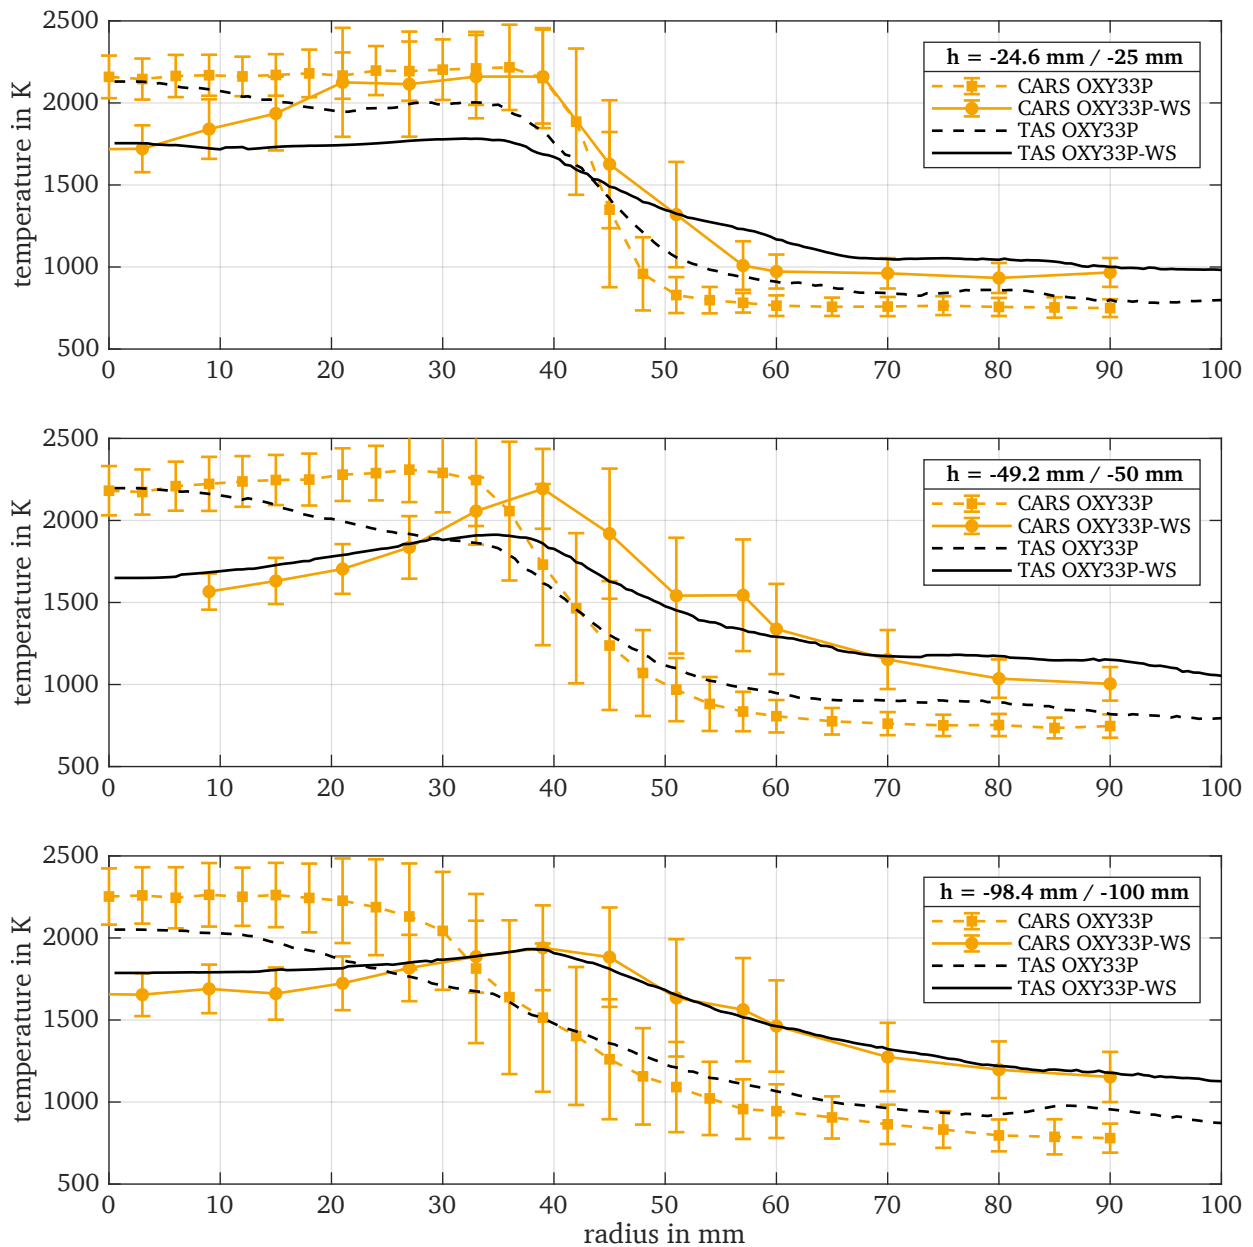 2500
2000
1500
1000
500
temperature in K
h = -24.6 mm / -25 mm
CARS OXY33P
CARS OXY33P-WS
TAS OXY33P
TAS OXY33P-WS
0 10 20 30 40 50 60 70 80 90 100
2500
2000
1500
1000
500
temperature in K
h = -49.2 mm / -50 mm
CARS OXY33P
CARS OXY33P-WS
TAS OXY33P
TAS OXY33P-WS
0 10 20 30 40 50 60 70 80 90 100
2500
2000
1500
1000
500
temperature in K
h = -98.4 mm / -100 mm
CARS OXY33P
CARS OXY33P-WS
TAS OXY33P
TAS OXY33P-WS
0 10 20 30 40 50 60 70 80 90 100
radius in mm